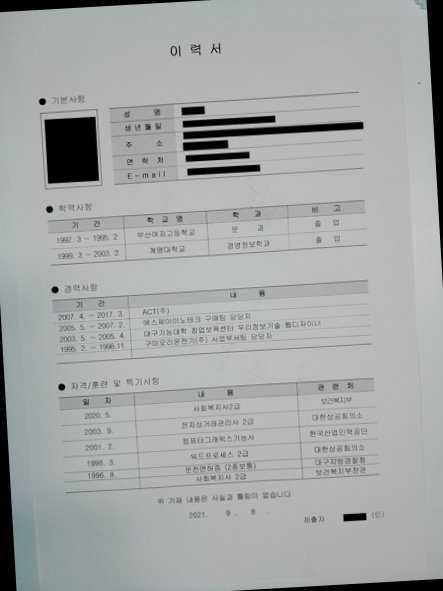 이 력 서
● 기본사항
성 명
생년월일
주 소
연 락 처
E-mail
● 학력사항
기 간 학 교 명 학 과 비 고
1992. 3 ~ 1995. 2 부산여자고등학교 문 과 졸 업
1999. 3 ~ 2003. 2 계명대학교 경영정보학과 졸 업
● 경력사항
기 간 내 용
2007. 4. ~ 2017. 3. ACT(주)
2005. 5. ~ 2007. 2. 에스제이이노테크 구매팀 담당자
2003. 5. ~ 2005. 4. 대구기능대학 창업보육센터 우리정보기술 웹디자이너
1995. 2. ~ 1998.11. 구미오리온전기(주) 사업부서팀 담당자
● 자격/훈련 및 특기사항
일 자 내 용 관 련 처
2020. 5. 사회복지사2급 보건복지부
2003. 9. 전자상거래관리사 2급 대한상공회의소
2001. 2. 컴퓨터그래픽스기능사 한국산업인력공단
1998. 3. 워드프로세스 2급 대한상공회의소
1996. 8. 운전면허증 (2종보통) 대구지방경찰청
사회복지사 2급 보건복지부장관
위 기재 내용은 사실과 틀림이 없습니다
2021. 9 . 8 .
제출자 (인)